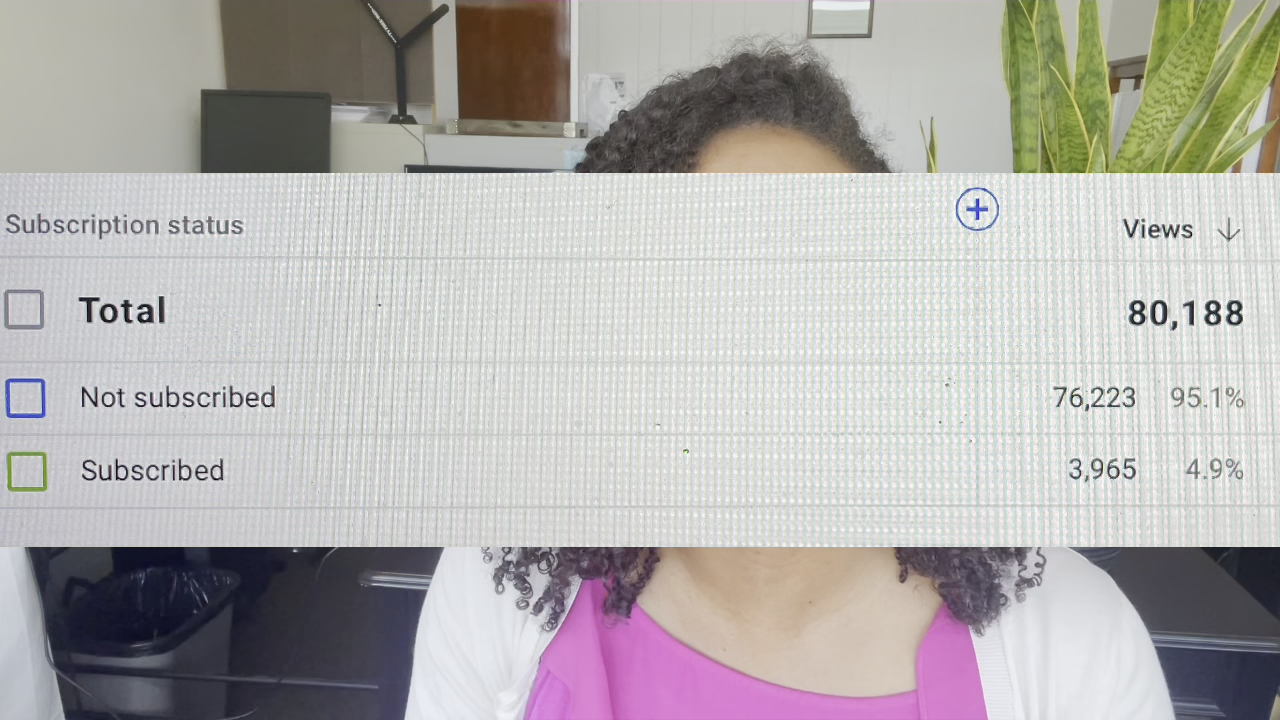 Subscription status Views
Total 80,188
Not subscribed 76,223 95.1%
Subscribed 3,965 4.9%